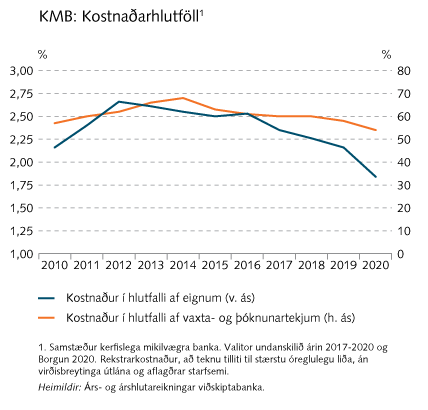 KMB: Kostnaðarhlutföll¹
% %
3,00 80
2,75 70
2,50 60
2,25 50
2,00 40
1,75 30
1,50 20
1,25 10
1,00 0
2010 2011 2012 2013 2014 2015 2016 2017 2018 2019 2020
Kostnaður í hlutfalli af eignum (v. ás)
Kostnaður í hlutfalli af vaxta- og þóknunartekjum (h. ás)
1. Samstæður kerfislega mikilvægra banka. Valitor undanskilið árin 2017-2020 og
Borgun 2020. Rekstrarkostnaður, að teknu tilliti til stærstu óreglulegu liða, án
virðisbreytinga útlána og aflagðrar starfsemi.
Heimildir: Árs- og árshlutareikningar viðskiptabanka.